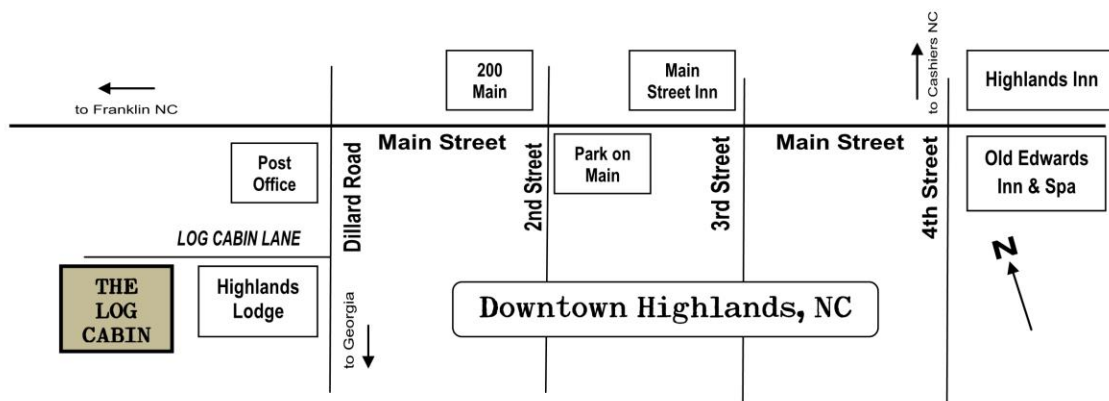 to Franklin NC
200
Main
Main
Street Inn
to Cashiers NC
Highlands Inn
Main Street
Main Street
Post
Office
Dillard Road
2nd Street
Park on
Main
3rd Street
4th Street
Old Edwards
Inn & Spa
LOG CABIN LANE
N
THE
LOG
CABIN
Highlands
Lodge
to Georgia
Downtown Highlands, NC